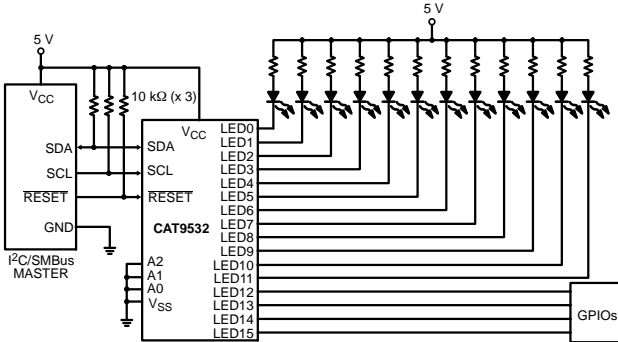 5 V
5 V
10 kΩ (x 3)
VCC
SDA
SCL
RESET
GND
I2C/SMBus
MASTER
VCC
SDA
SCL
RESET
CAT9532
A2
A1
A0
VSS
LED0
LED1
LED2
LED3
LED4
LED5
LED6
LED7
LED8
LED9
LED10
LED11
LED12
LED13
LED14
LED15
GPIOs